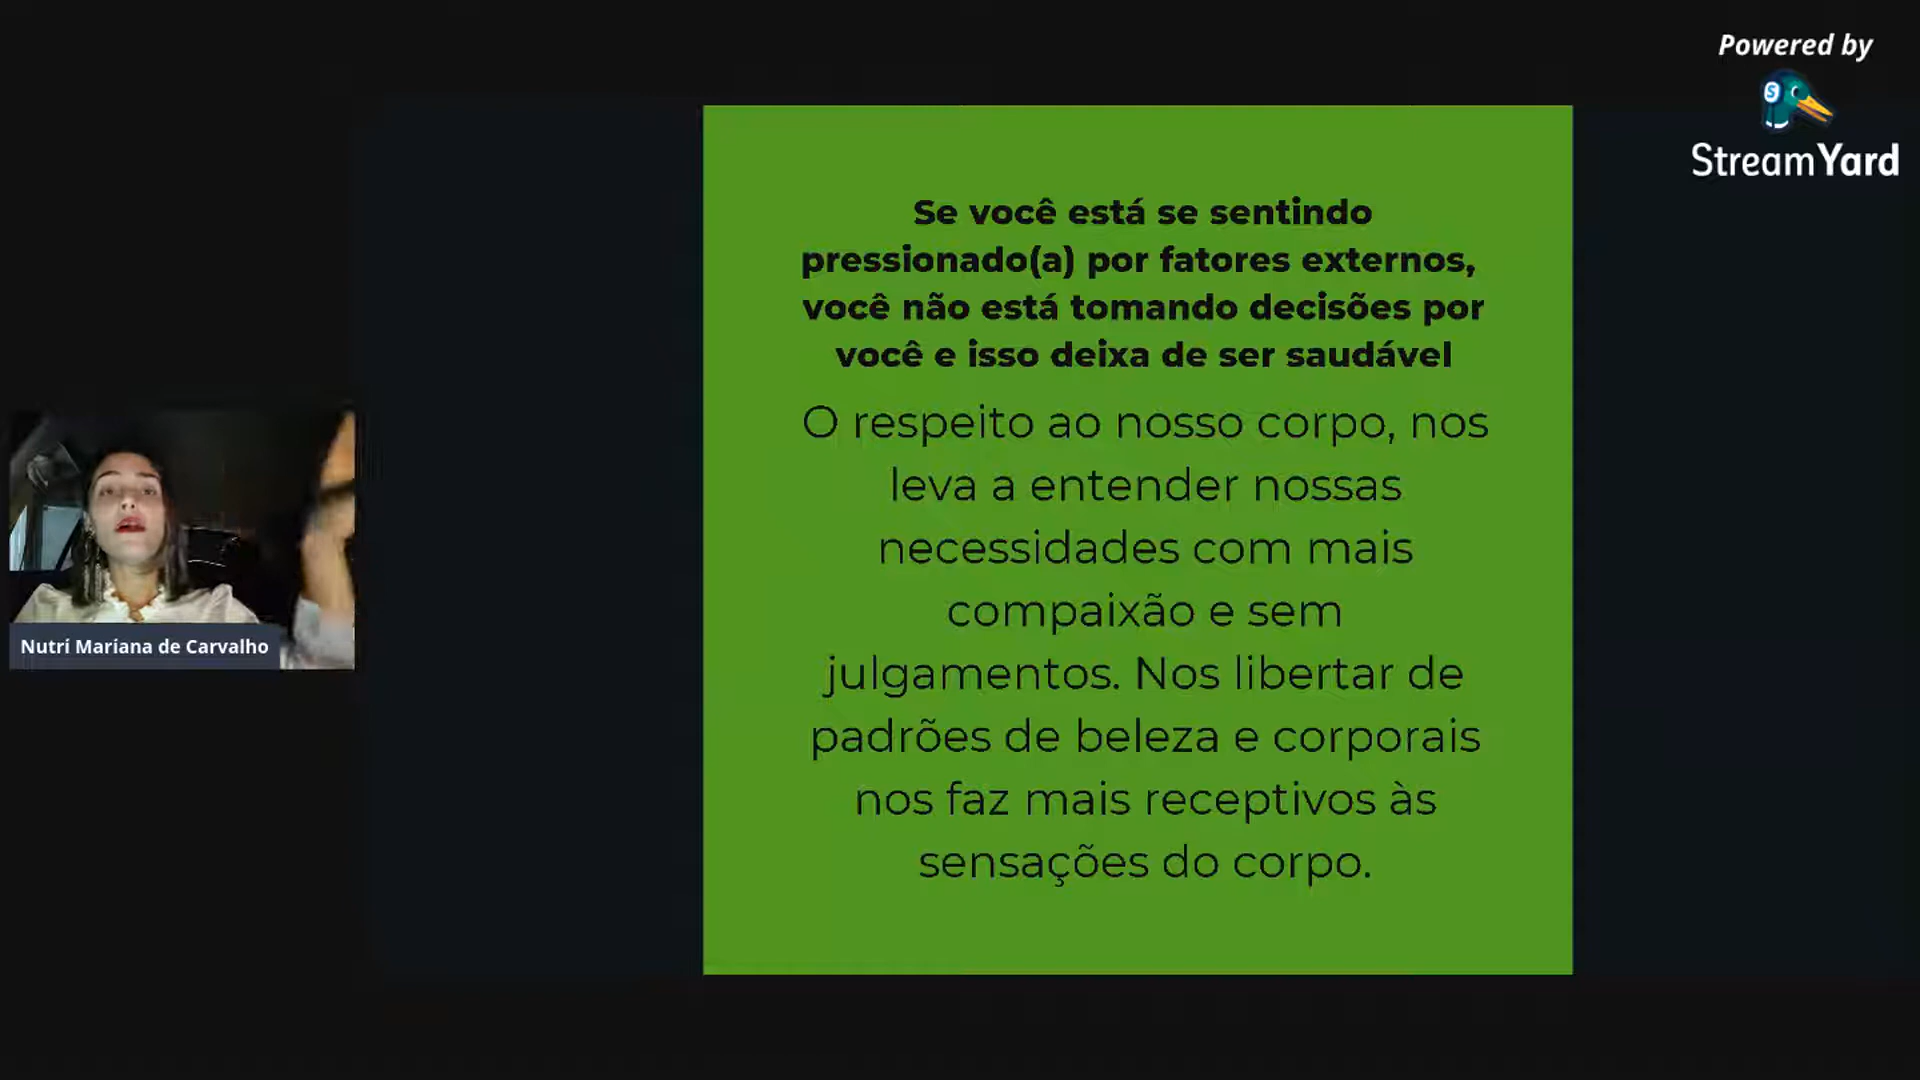 Powered by
StreamYard
Se você está se sentindo
pressionado(a) por fatores externos,
você não está tomando decisões por
você e isso deixa de ser saudável
O respeito ao nosso corpo, nos
leva a entender nossas
necessidades com mais
compaixão e sem
julgamentos. Nos libertar de
padrões de beleza e corporais
nos faz mais receptivos às
sensações do corpo.
Nutri Mariana de Carvalho